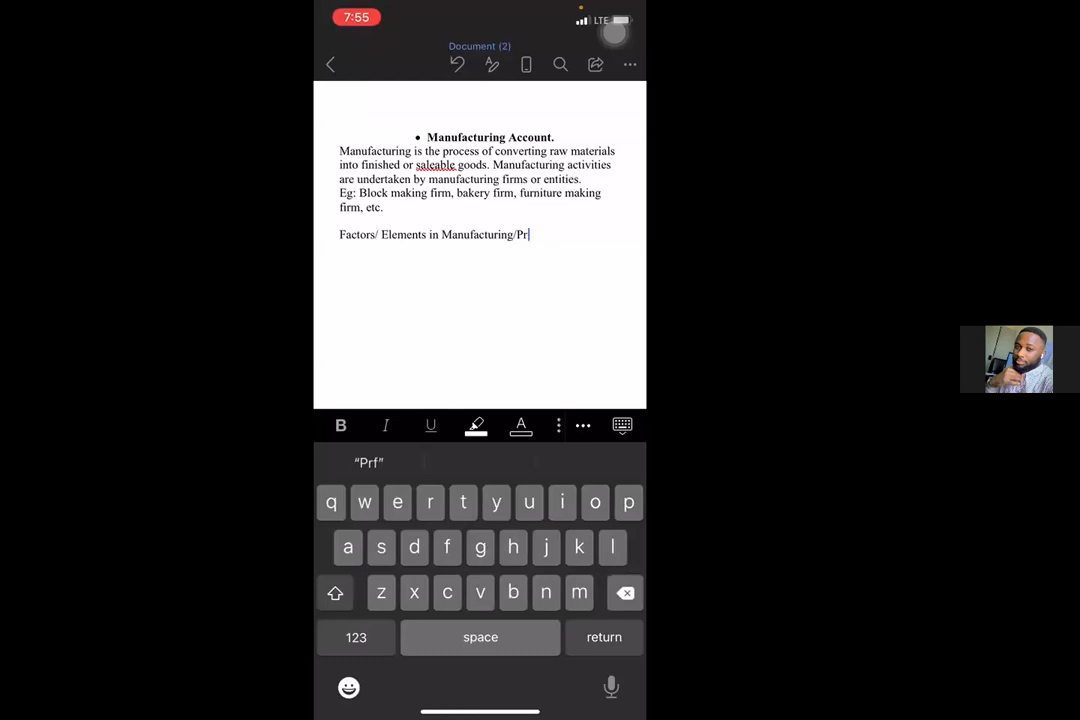 7:55
LTE
Document (2)
• Manufacturing Account.
Manufacturing is the process of converting raw materials
into finished or saleable goods. Manufacturing activities
are undertaken by manufacturing firms or entities.
Eg: Block making firm, bakery firm, furniture making
firm, etc.
Factors/ Elements in Manufacturing/Pr
B I U A
“Prf”
q w e r t y u i o p
a s d f g h j k l
z x c v b n m
123 space return